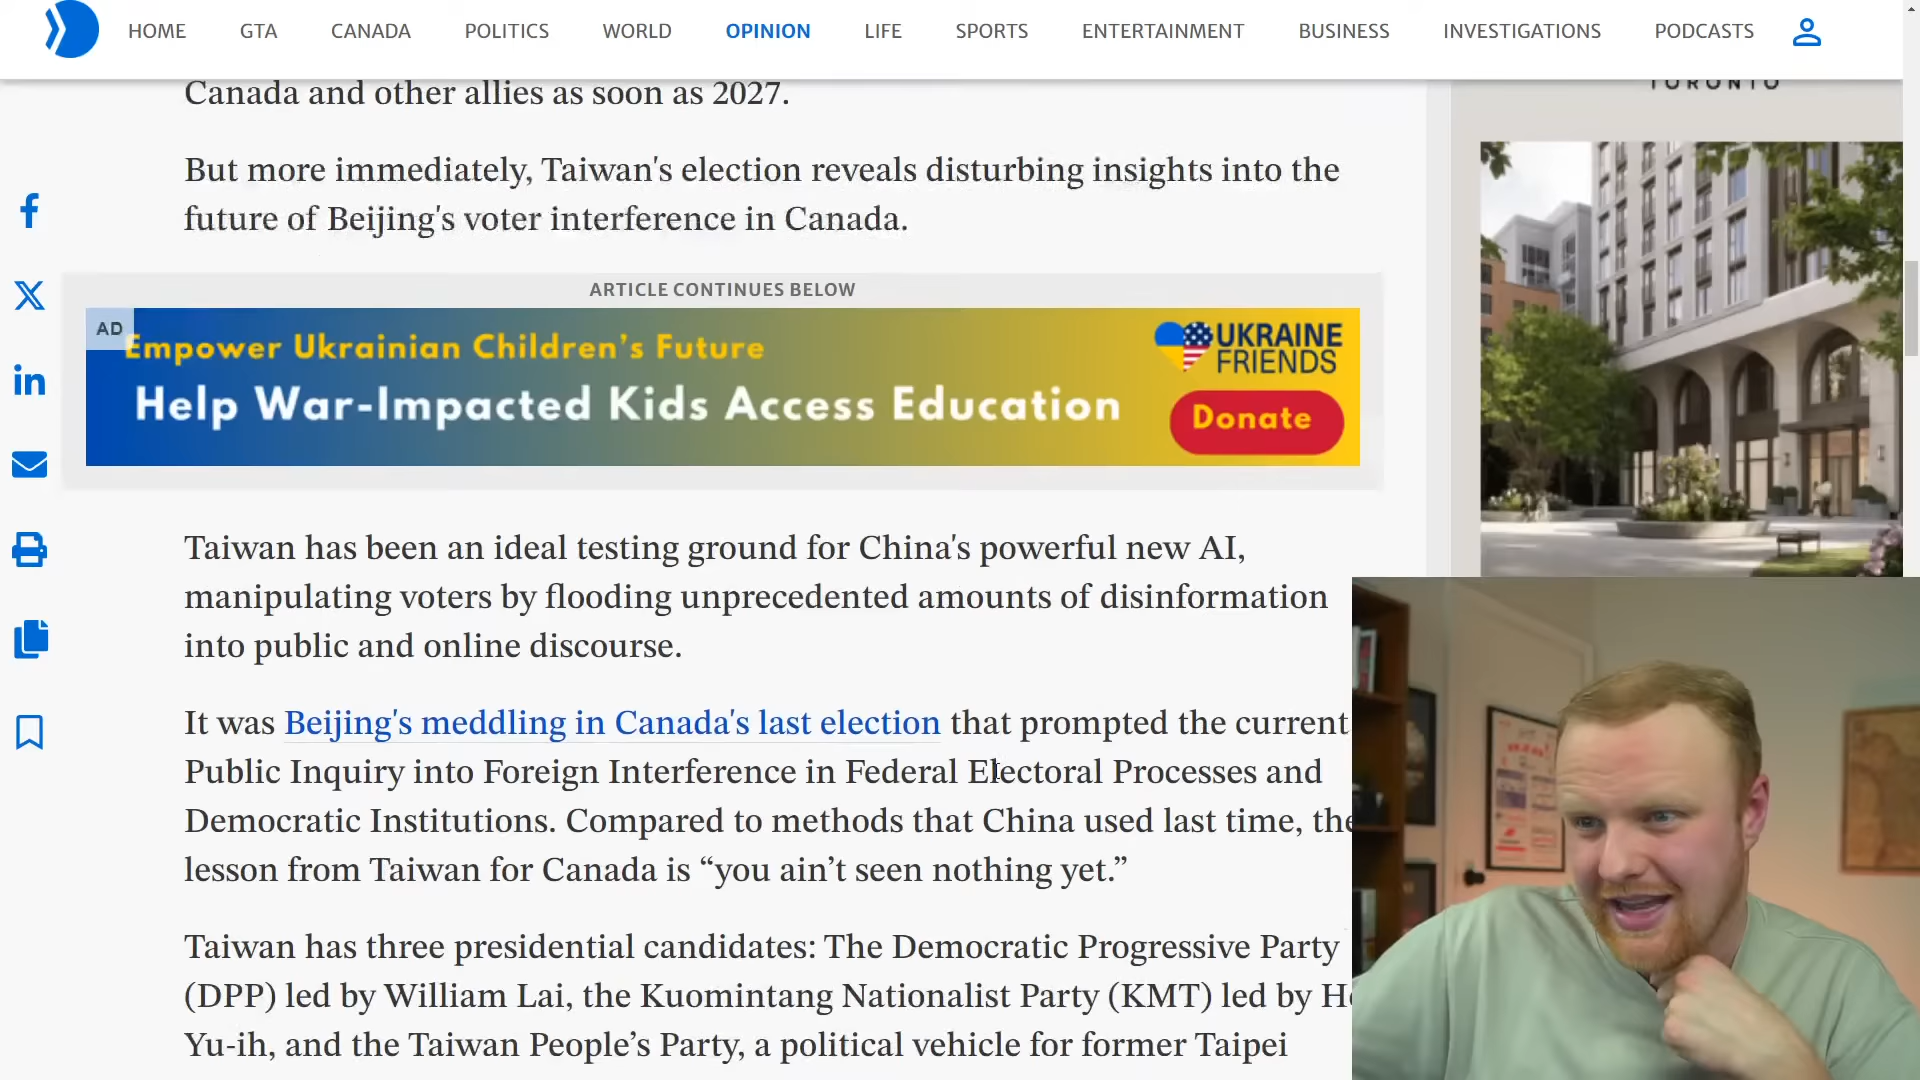 HOME GTA CANADA POLITICS WORLD OPINION LIFE SPORTS ENTERTAINMENT BUSINESS INVESTIGATIONS PODCASTS
Canada and other allies as soon as 2027.
TORONTO
But more immediately, Taiwan's election reveals disturbing insights into the
future of Beijing's voter interference in Canada.
ARTICLE CONTINUES BELOW
AD
Empower Ukrainian Children's Future
Help War-Impacted Kids Access Education
UKRAINE
FRIENDS
Donate
Taiwan has been an ideal testing ground for China's powerful new AI,
manipulating voters by flooding unprecedented amounts of disinformation
into public and online discourse.
It was Beijing's meddling in Canada's last election that prompted the current
Public Inquiry into Foreign Interference in Federal Electoral Processes and
Democratic Institutions. Compared to methods that China used last time, the
lesson from Taiwan for Canada is “you ain’t seen nothing yet.”
Taiwan has three presidential candidates: The Democratic Progressive Party
(DPP) led by William Lai, the Kuomintang Nationalist Party (KMT) led by
Yu-ih, and the Taiwan People’s Party, a political vehicle for former Taipei